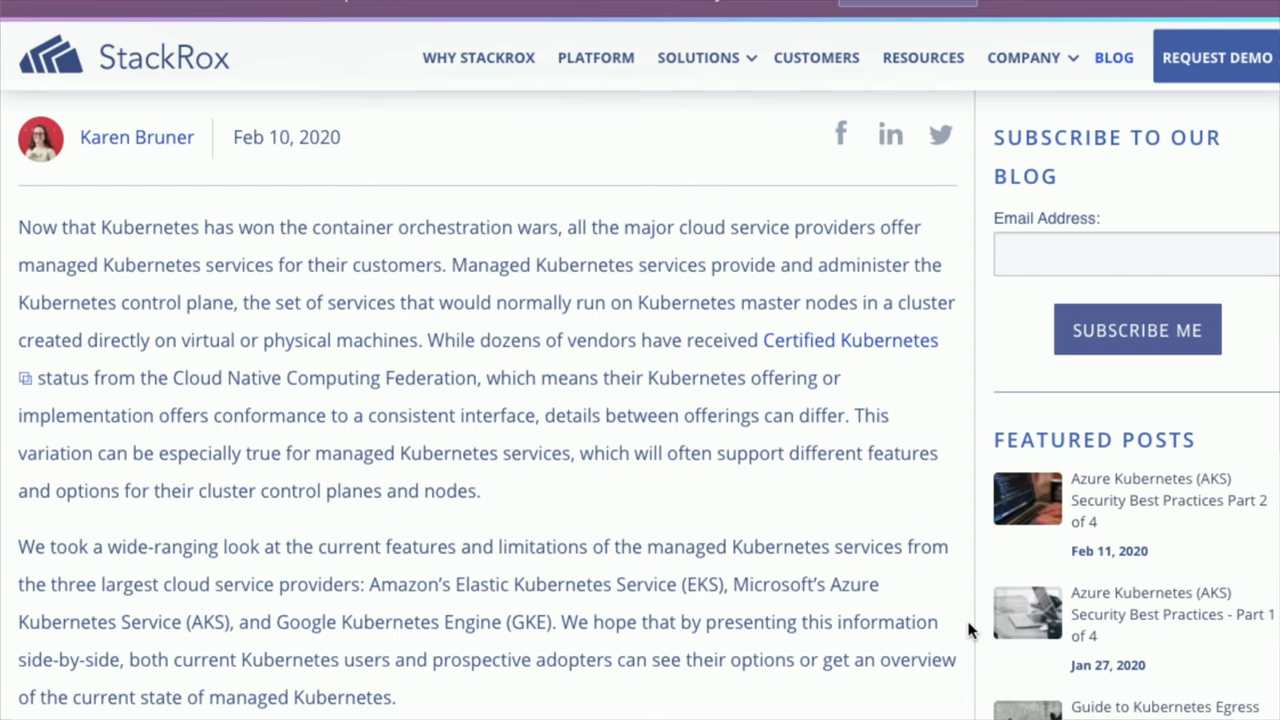 StackRox
WHY STACKROX PLATFORM SOLUTIONS CUSTOMERS RESOURCES COMPANY BLOG REQUEST DEMO
Karen Bruner Feb 10, 2020
Now that Kubernetes has won the container orchestration wars, all the major cloud service providers offer
managed Kubernetes services for their customers. Managed Kubernetes services provide and administer the
Kubernetes control plane, the set of services that would normally run on Kubernetes master nodes in a cluster
created directly on virtual or physical machines. While dozens of vendors have received Certified Kubernetes
status from the Cloud Native Computing Federation, which means their Kubernetes offering or
implementation offers conformance to a consistent interface, details between offerings can differ. This
variation can be especially true for managed Kubernetes services, which will often support different features
and options for their cluster control planes and nodes.
We took a wide-ranging look at the current features and limitations of the managed Kubernetes services from
the three largest cloud service providers: Amazon’s Elastic Kubernetes Service (EKS), Microsoft’s Azure
Kubernetes Service (AKS), and Google Kubernetes Engine (GKE). We hope that by presenting this information
side-by-side, both current Kubernetes users and prospective adopters can see their options or get an overview
of the current state of managed Kubernetes.
SUBSCRIBE TO OUR
BLOG
Email Address:
SUBSCRIBE ME
FEATURED POSTS
Azure Kubernetes (AKS)
Security Best Practices Part 2
of 4
Feb 11, 2020
Azure Kubernetes (AKS)
Security Best Practices - Part 1
of 4
Jan 27, 2020
Guide to Kubernetes Egress